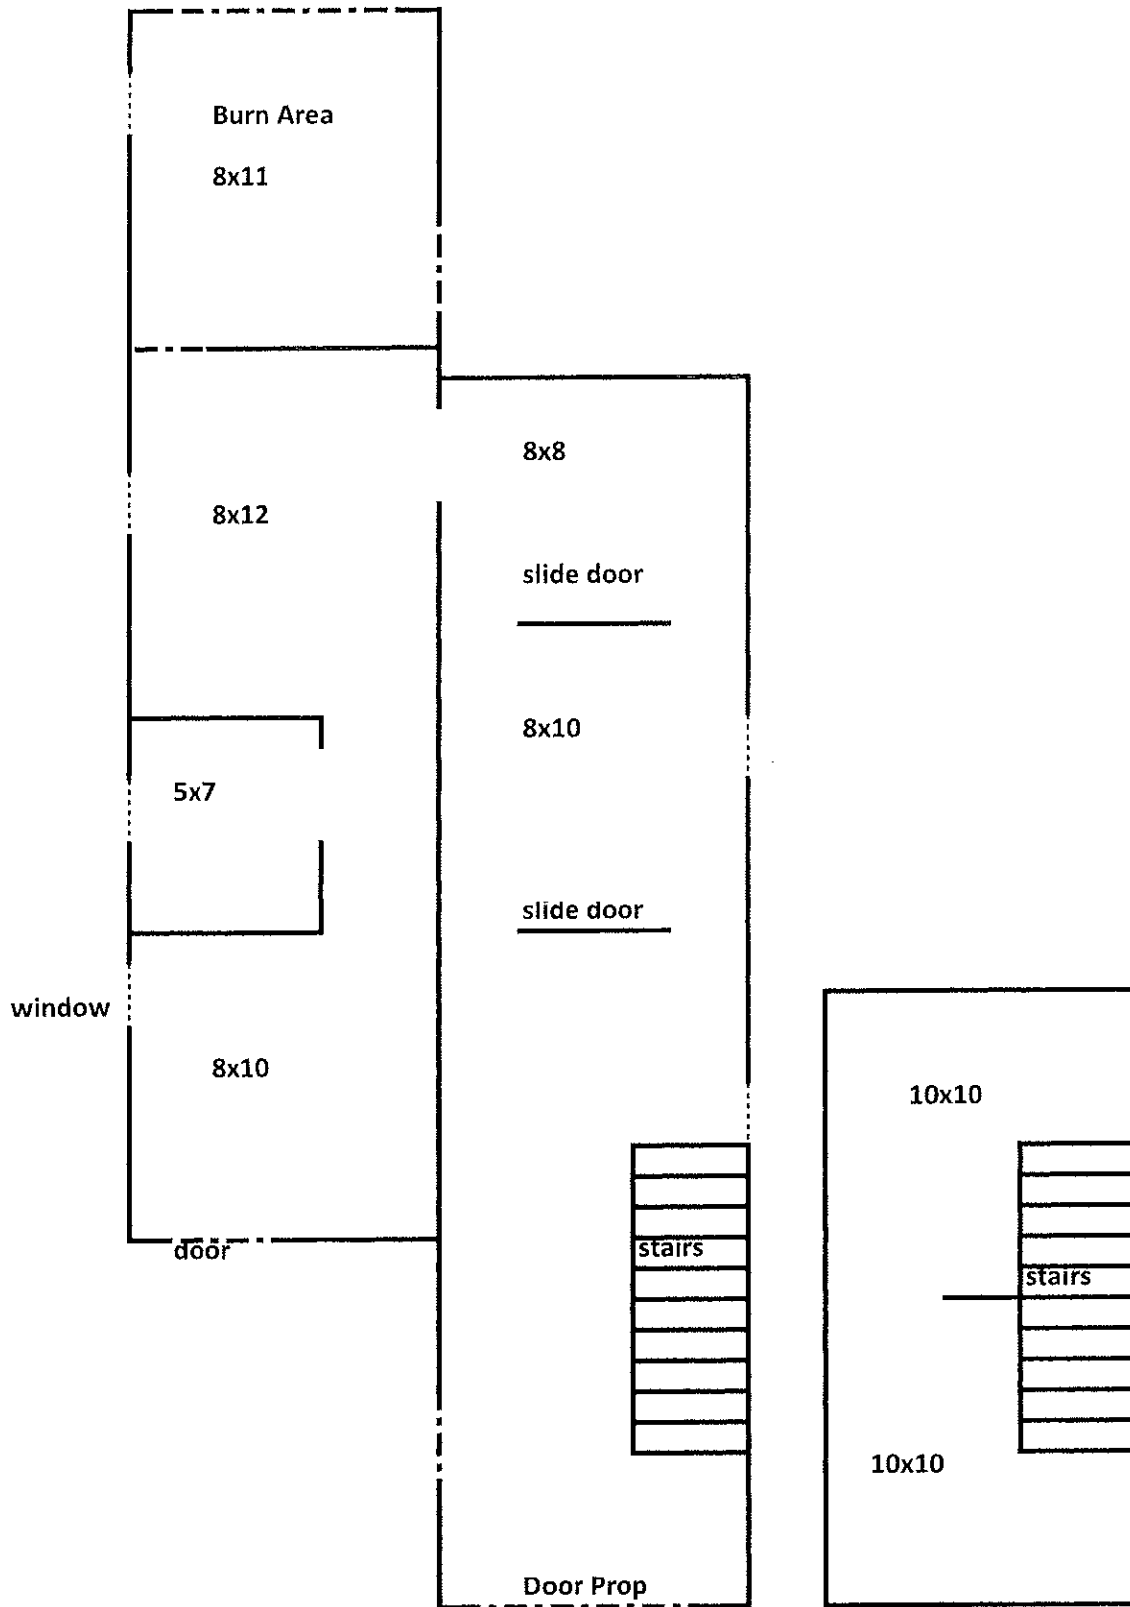 Burn Area
8x11
8x8
8x12
slide door
8x10
5x7
slide door
window
8x10
10x10
door
stairs
stairs
10x10
Door Prop